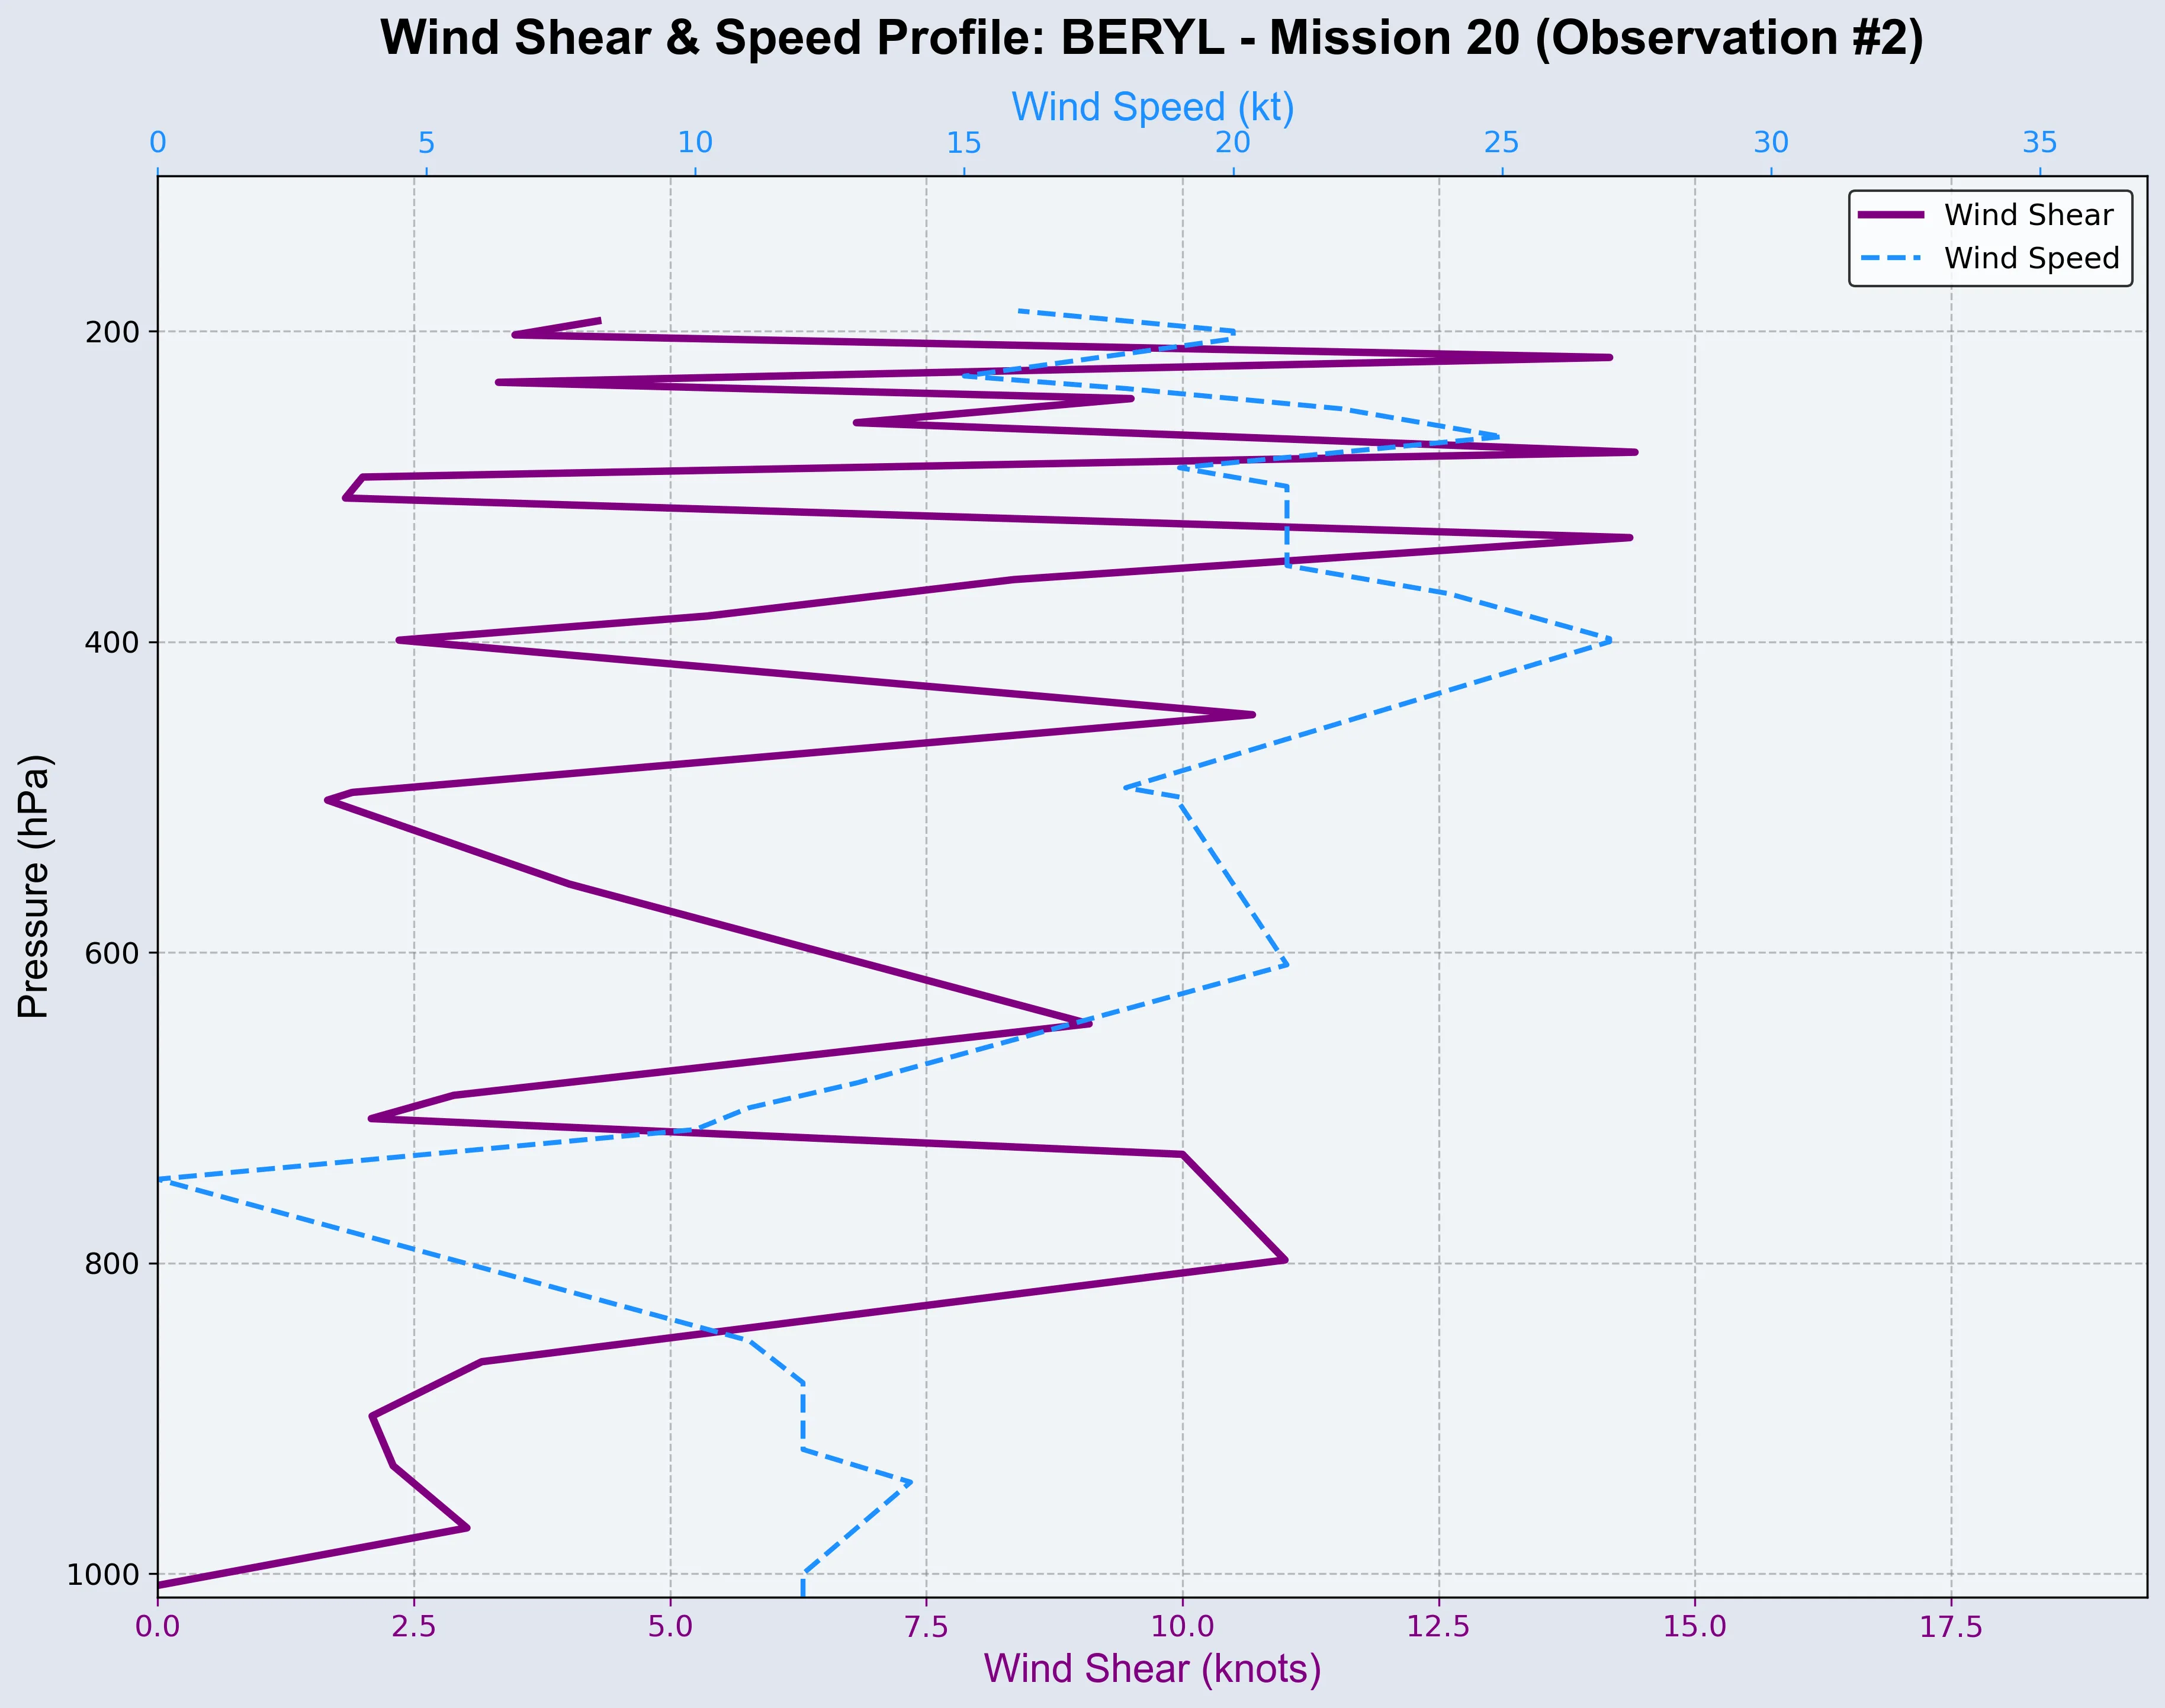 Wind Shear & Speed Profile: BERYL - Mission 20 (Observation #2)
Wind Speed (kt)
0 5 10 15 20 25 30 35
Wind Shear
Wind Speed
Pressure (hPa)
200
400
600
800
1000
0.0 2.5 5.0 7.5 10.0 12.5 15.0 17.5
Wind Shear (knots)